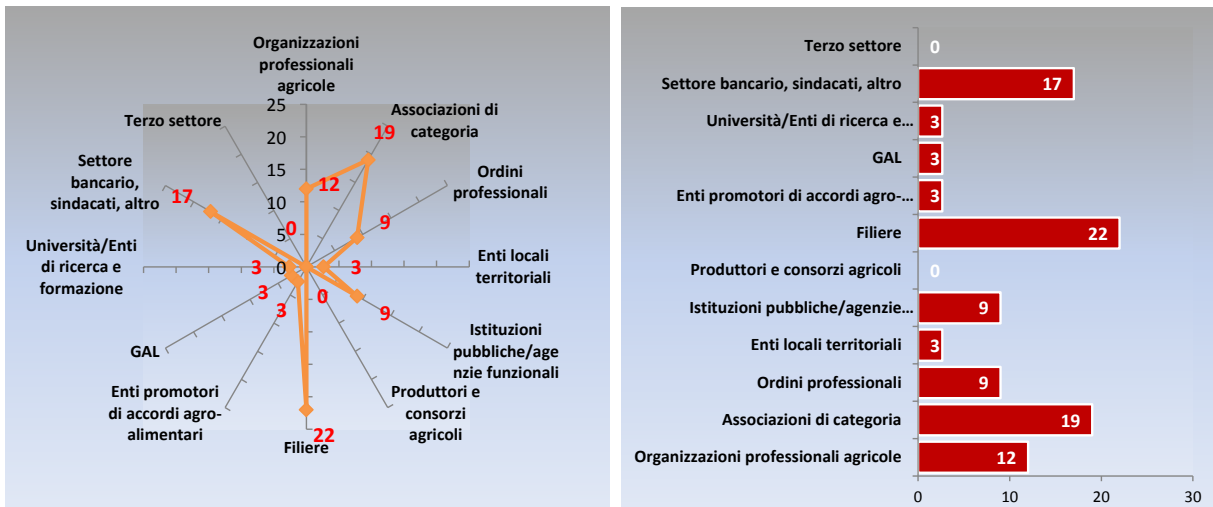 Organizzazioni
professionali
agricole
25
20
15
10
5
0
Associazioni di
categoria
Ordini
professionali
Enti locali
territoriali
Istituzioni
pubbliche/age
nzie funzionali
Produttori e
consorzi
agricoli
Filiere
Enti promotori
di accordi agro-
alimentari
GAL
Università/Enti
di ricerca e
formazione
Settore
bancario,
sindacati, altro
Terzo settore
12
19
9
3
9
0
22
3
3
3
17
0
Terzo settore 0
Settore bancario, sindacati, altro 17
Università/Enti di ricerca e... 3
GAL 3
Enti promotori di accordi agro-... 3
Filiere 22
Produttori e consorzi agricoli 0
Istituzioni pubbliche/agenzie... 9
Enti locali territoriali 3
Ordini professionali 9
Associazioni di categoria 19
Organizzazioni professionali agricole 12
0 10 20 30